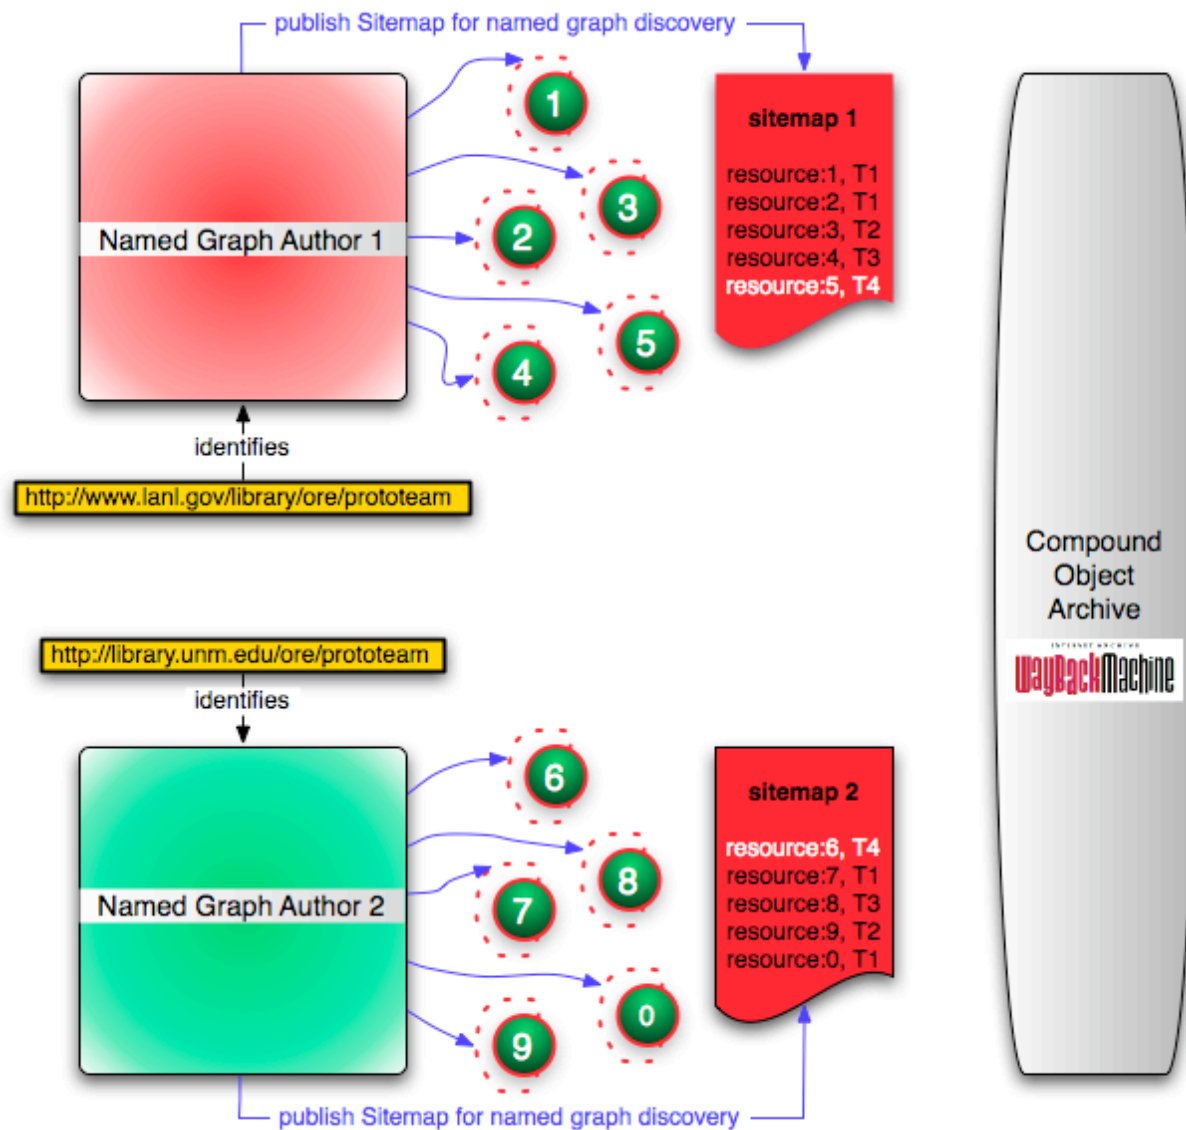 publish Sitemap for named graph discovery
1
sitemap 1
resource:1, T1
resource:2, T1
resource:3, T2
resource:4, T3
resource:5, T4
3
2
Named Graph Author 1
5
4
identifies
http://www.lanl.gov/library/ore/prototeam
Compound
Object
Archive
INTERNET ARCHIVE
WayBackMachine
http://library.unm.edu/ore/prototeam
identifies
6
sitemap 2
resource:6, T4
resource:7, T1
resource:8, T3
resource:9, T2
resource:0, T1
8
7
Named Graph Author 2
0
9
publish Sitemap for named graph discovery